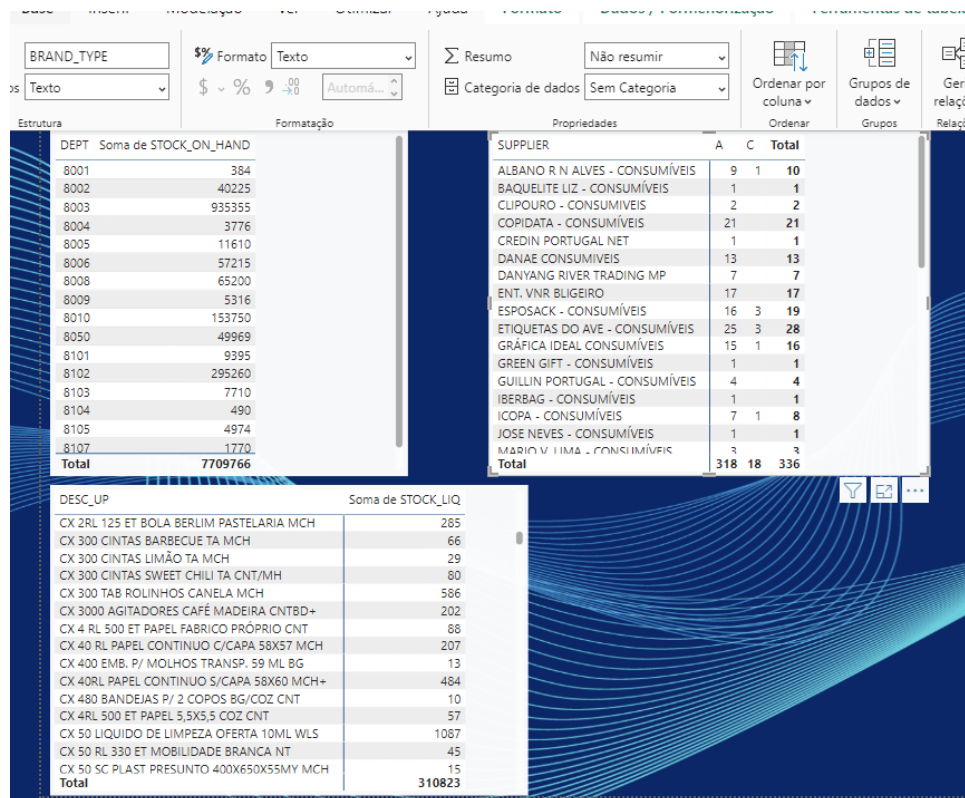 BRAND_TYPE
$% Formato Texto
Resumo Não resumir
Texto
$ % Automá...
Categoria de dados Sem Categoria
Ordenar por
coluna
Grupos de
dados
Estrutura Formatação Propriedades Ordenar Grupos
DEPT Soma de STOCK_ON_HAND
8001 384
8002 40225
8003 935355
8004 3776
8005 11610
8006 57215
8008 65200
8009 5316
8010 153750
8050 49969
8101 9395
8102 295260
8103 7710
8104 490
8105 4974
8107 1770
Total 7709766
SUPPLIER A C Total
ALBANO R N ALVES - CONSUMÍVEIS 9 1 10
BAQUELITE LIZ - CONSUMÍVEIS 1 1
CLIPOURO - CONSUMIVEIS 2 2
COPIDATA - CONSUMÍVEIS 21 21
CREDIN PORTUGAL NET 1 1
DANAE CONSUMIVEIS 13 13
DANYANG RIVER TRADING MP 7 7
ENT. VNR BLIGEIRO 17 17
ESPOSACK - CONSUMÍVEIS 16 3 19
ETIQUETAS DO AVE - CONSUMÍVEIS 25 3 28
GRÁFICA IDEAL CONSUMÍVEIS 15 1 16
GREEN GIFT - CONSUMÍVEIS 1 1
GUILLIN PORTUGAL - CONSUMÍVEIS 4 4
IBERBAG - CONSUMÍVEIS 1 1
ICOPA - CONSUMÍVEIS 7 1 8
JOSE NEVES - CONSUMÍVEIS 1 1
MARIO V. LIMA - CONSUMÍVEIS 3 3
Total 318 18 336
DESC_UP Soma de STOCK_LIQ
CX 2RL 125 ET BOLA BERLIM PASTELARIA MCH 285
CX 300 CINTAS BARBECUE TA MCH 66
CX 300 CINTAS LIMÃO TA MCH 29
CX 300 CINTAS SWEET CHILI TA CNT/MH 80
CX 300 TAB ROLINHOS CANELA MCH 586
CX 3000 AGITADORES CAFÉ MADEIRA CNTBD+ 202
CX 4 RL 500 ET PAPEL FABRICO PRÓPRIO CNT 88
CX 40 RL PAPEL CONTINUO C/CAPA 58X57 MCH 207
CX 400 EMB. P/ MOLHOS TRANSP. 59 ML BG 13
CX 40RL PAPEL CONTINUO S/CAPA 58X60 MCH+ 484
CX 480 BANDEJAS P/ 2 COPOS BG/COZ CNT 10
CX 4RL 500 ET PAPEL 5,5X5,5 COZ CNT 57
CX 50 LIQUIDO DE LIMPEZA OFERTA 10ML WLS 1087
CX 50 RL 330 ET MOBILIDADE BRANCA NT 45
CX 50 SC PLAST PRESUNTO 400X650X55MY MCH 15
Total 310823